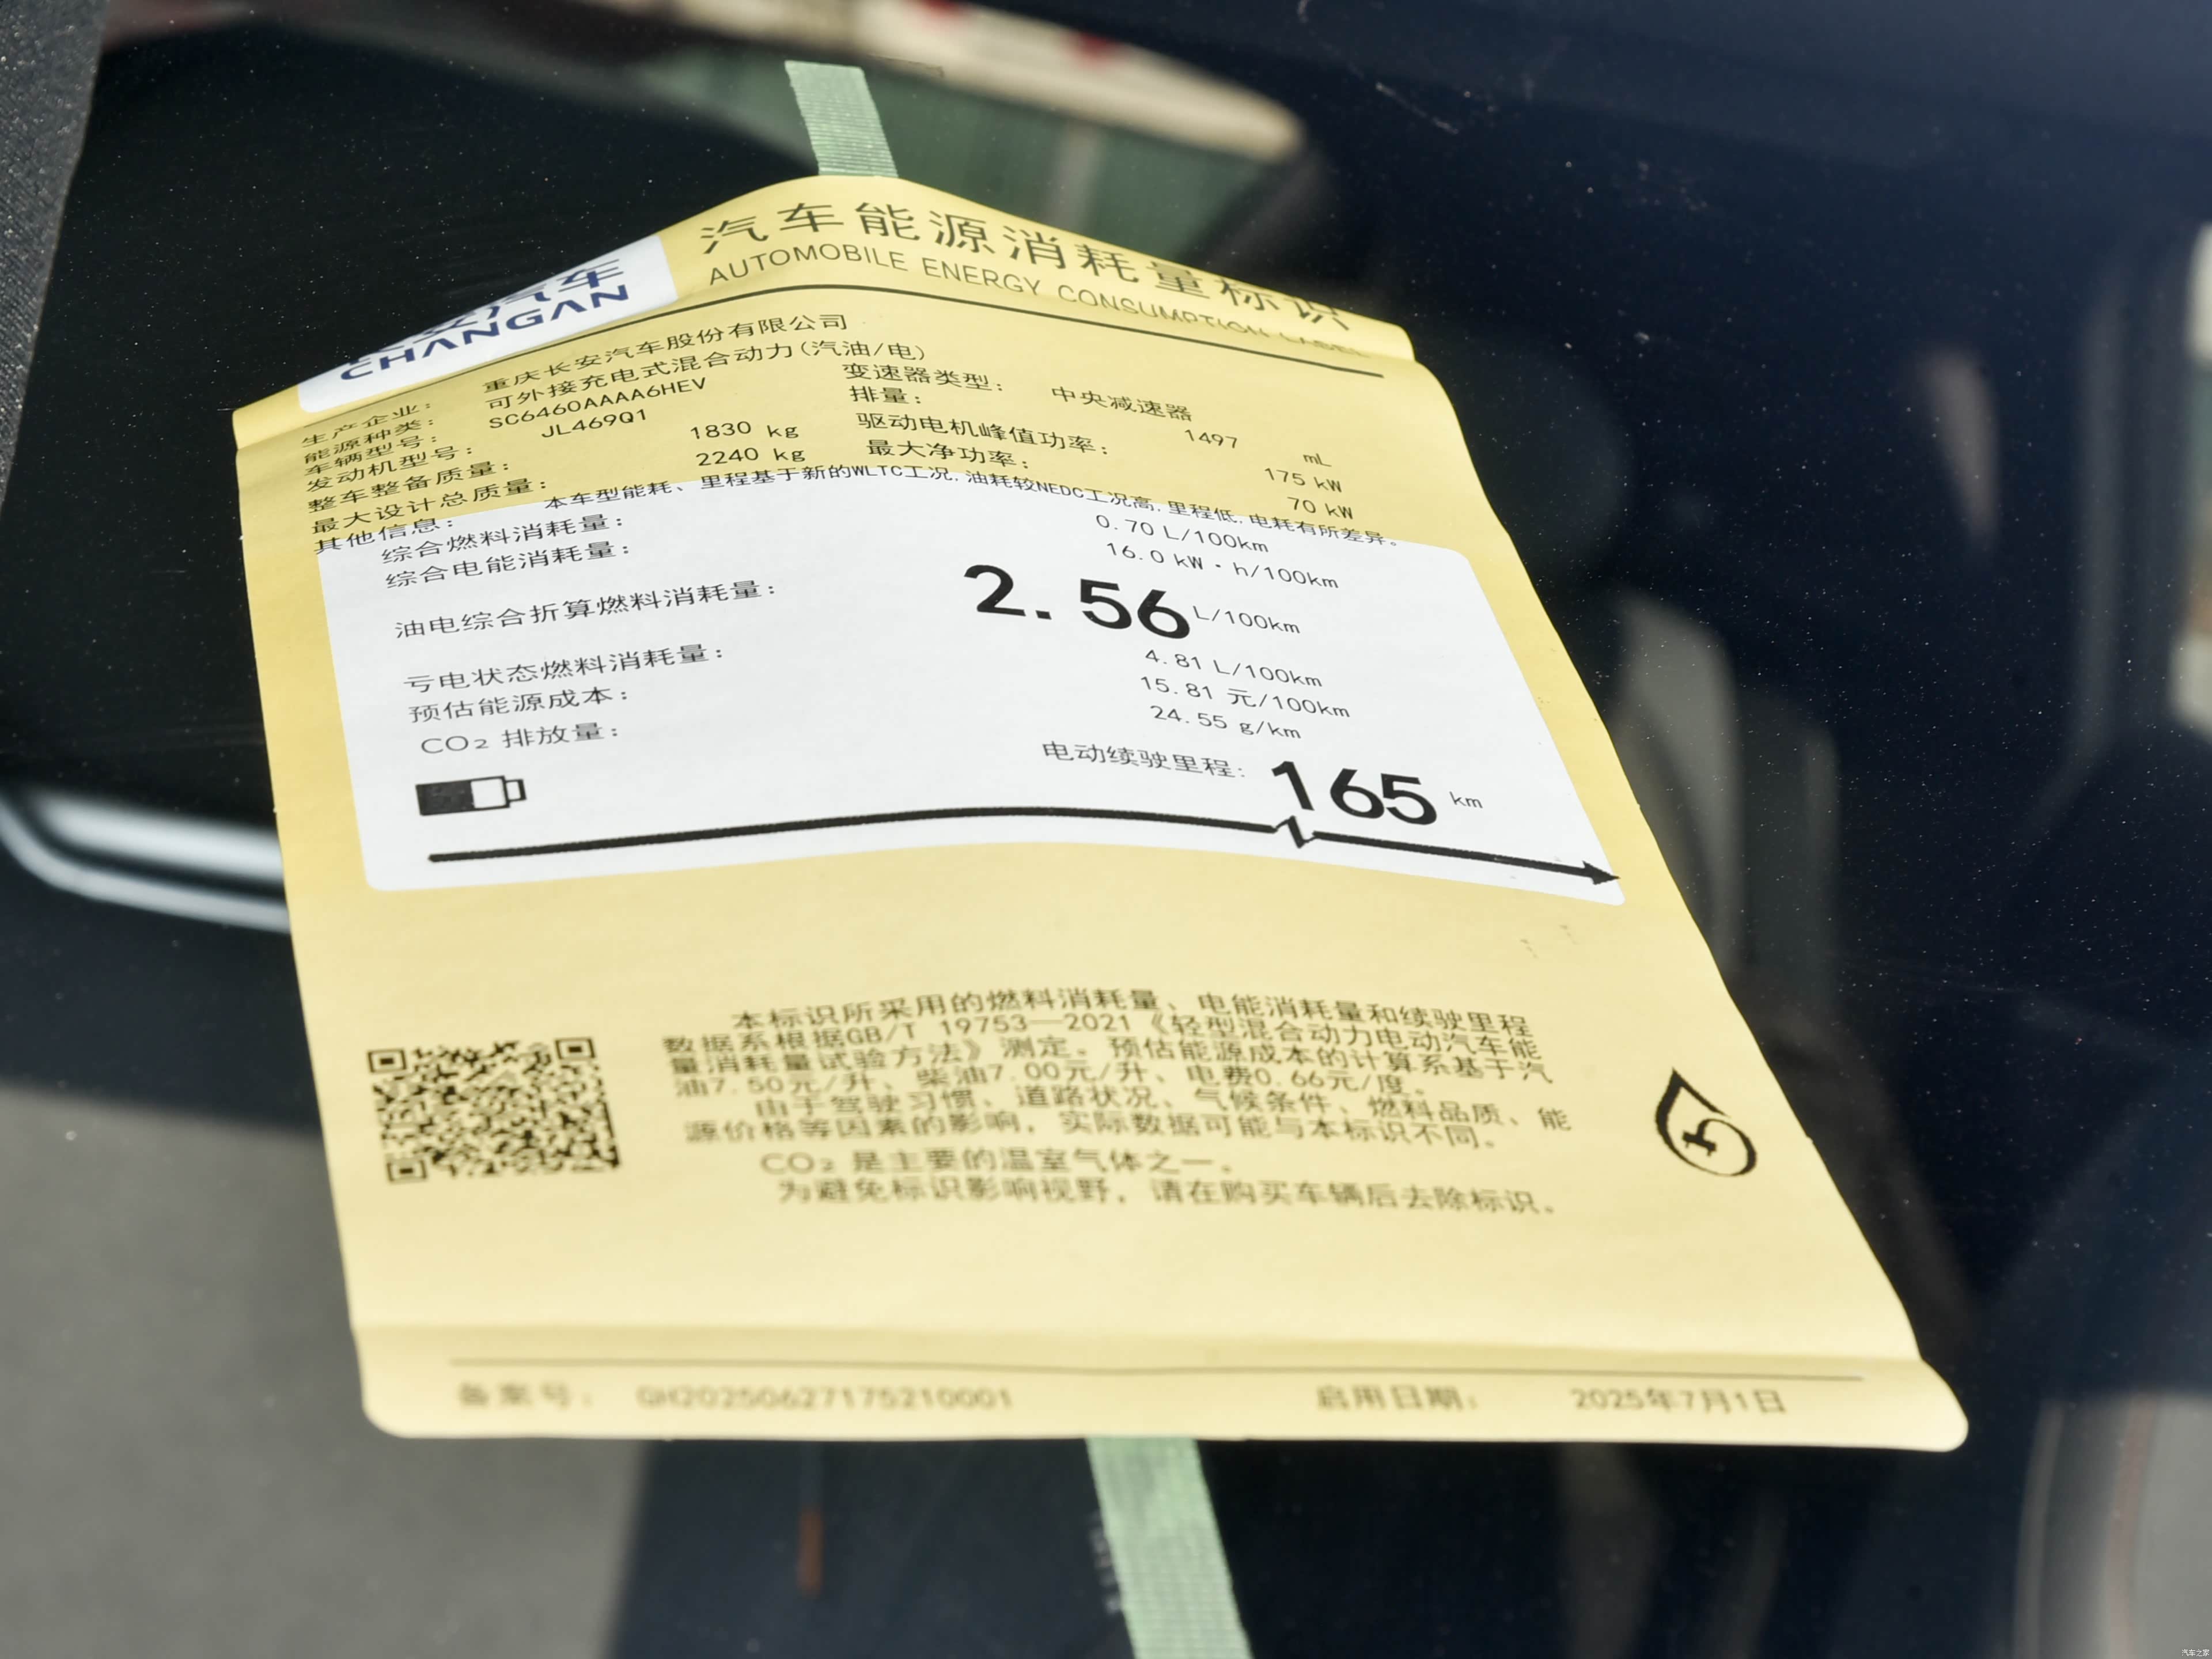 汽车能源消耗量标识
AUTOMOBILE ENERGY CONSUMPTION LABEL
汽车
CHANGAN
生产企业： 重庆长安汽车股份有限公司
能源种类： 可外接充电式混合动力(汽油/电)
车辆型号： SC6460AAAA6HEV 变速器类型： 中央减速器
发动机型号： JL469Q1 排量： 1497 mL
整车整备质量： 1830 kg 驱动电机峰值功率： 175 kW
最大设计总质量： 2240 kg 最大净功率： 70 kW
其他信息： 本车型能耗、里程基于新的WLTC工况,油耗较NEDC工况高,里程低,电耗有所差异。
综合燃料消耗量： 0.70 L/100km
综合电能消耗量： 16.0 kW·h/100km
油电综合折算燃料消耗量： 2.56 L/100km
亏电状态燃料消耗量： 4.81 L/100km
预估能源成本： 15.81 元/100km
CO₂ 排放量： 24.55 g/km
电动续驶里程: 165 km
本标识所采用的燃料消耗量、电能消耗量和续驶里程
数据系根据GB/T 19753—2021《轻型混合动力电动汽车能
量消耗量试验方法》测定。预估能源成本的计算系基于汽
油7.50元/升、柴油7.00元/升、电费0.66元/度。
由于驾驶习惯、道路状况、气候条件、燃料品质、能
源价格等因素的影响，实际数据可能与本标识不同。
CO₂ 是主要的温室气体之一。
为避免标识影响视野，请在购买车辆后去除标识。
备案号： QH20250627175210001 启用日期： 2025年7月1日
汽车之家